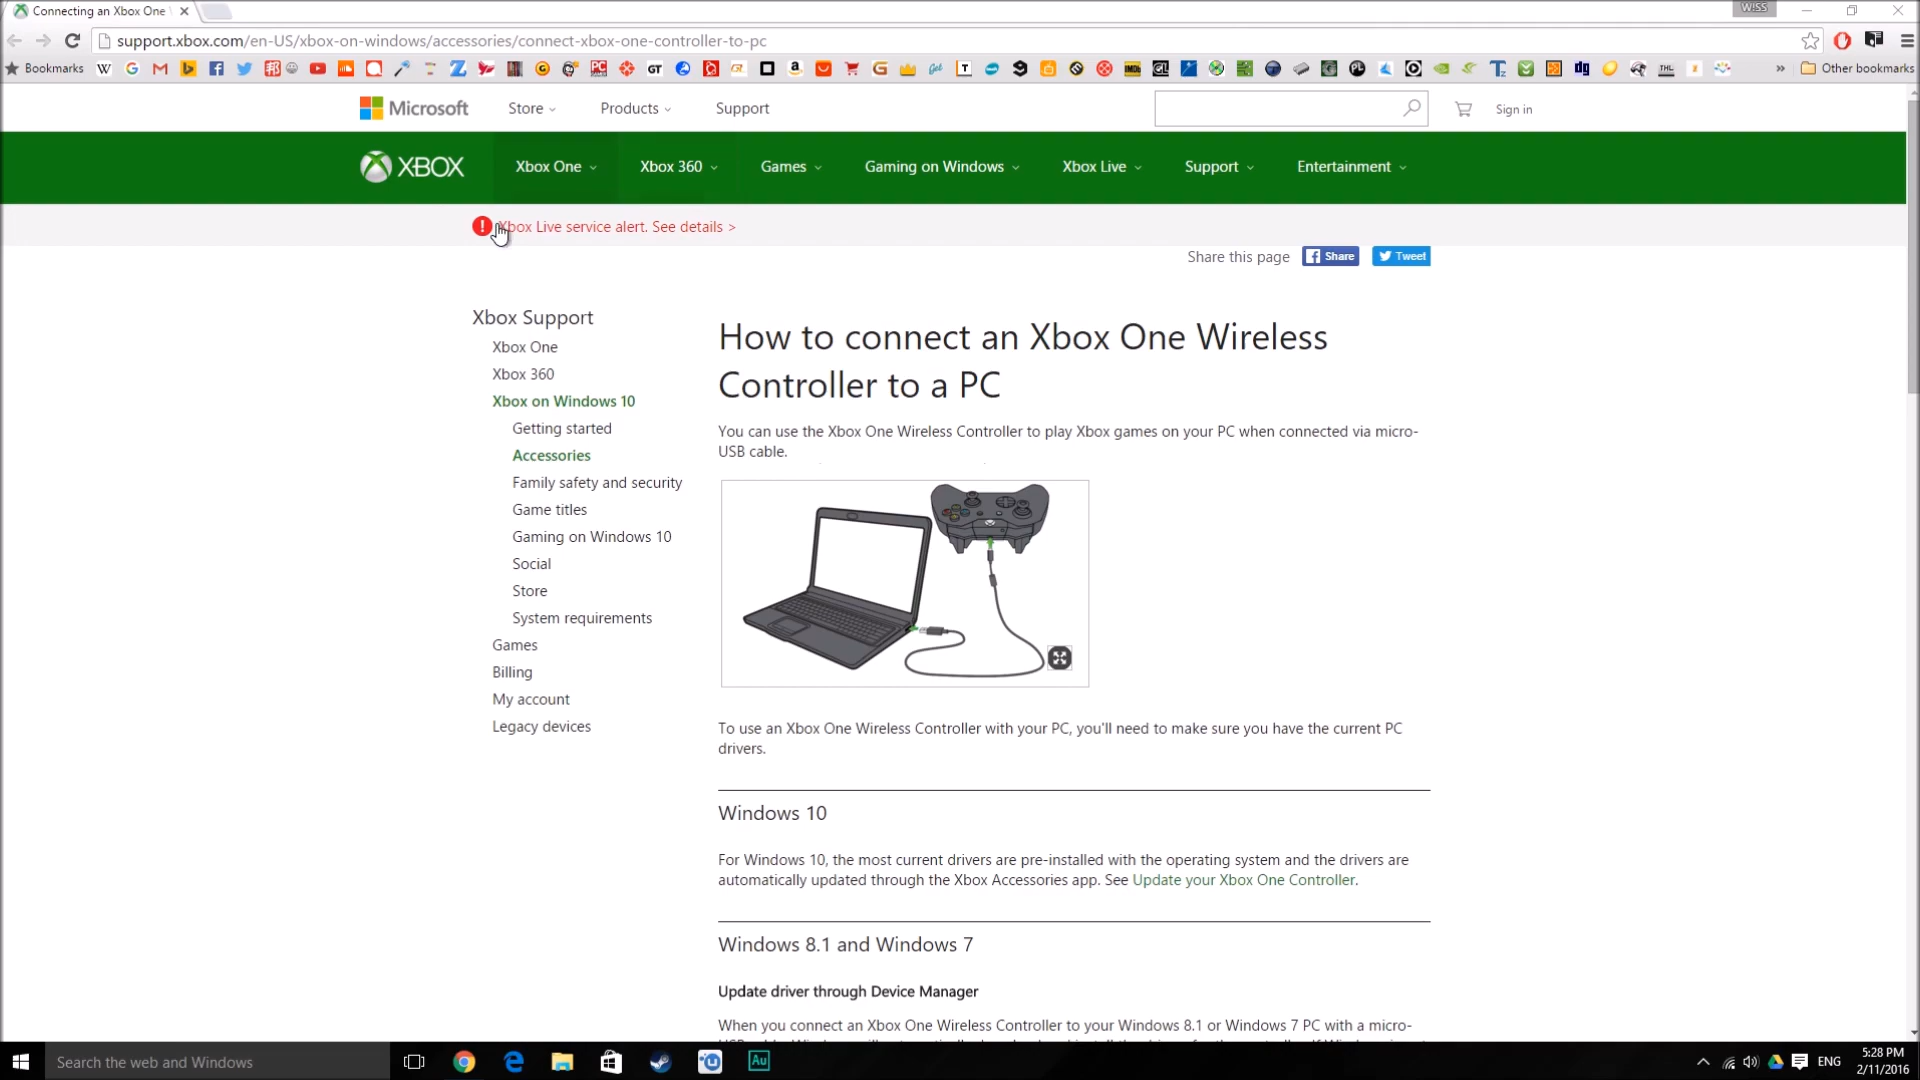 Connecting an Xbox One
W!SS
support.xbox.com/en-US/xbox-on-windows/accessories/connect-xbox-one-controller-to-pc
Bookmarks
Other bookmarks
Microsoft
Store
Products
Support
Sign in
XBOX
Xbox One
Xbox 360
Games
Gaming on Windows
Xbox Live
Support
Entertainment
Xbox Live service alert. See details >
Share this page
Share
Tweet
Xbox Support
Xbox One
Xbox 360
Xbox on Windows 10
Getting started
Accessories
Family safety and security
Game titles
Gaming on Windows 10
Social
Store
System requirements
Games
Billing
My account
Legacy devices
How to connect an Xbox One Wireless
Controller to a PC
You can use the Xbox One Wireless Controller to play Xbox games on your PC when connected via micro-
USB cable.
To use an Xbox One Wireless Controller with your PC, you'll need to make sure you have the current PC
drivers.
Windows 10
For Windows 10, the most current drivers are pre-installed with the operating system and the drivers are
automatically updated through the Xbox Accessories app. See Update your Xbox One Controller.
Windows 8.1 and Windows 7
Update driver through Device Manager
When you connect an Xbox One Wireless Controller to your Windows 8.1 or Windows 7 PC with a micro-
Search the web and Windows
Au
ENG
5:28 PM
2/11/2016